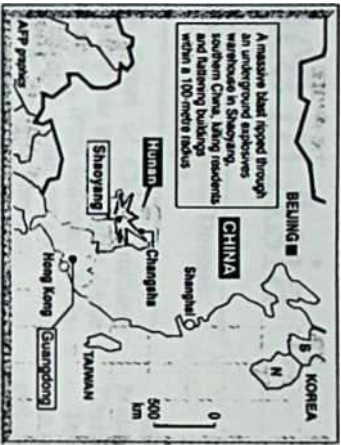 A massive blast ripped through
an underground explosives
warehouse in Shaoyang,
southern China, killing residents
and flattening buildings
within a 100-metre radius
BEIJING
KOREA
N
S
CHINA
Shanghai
0
500
km
Hunan
Changsha
Shaoyang
TAIWAN
Hong Kong
Guangdong
AFP graphic